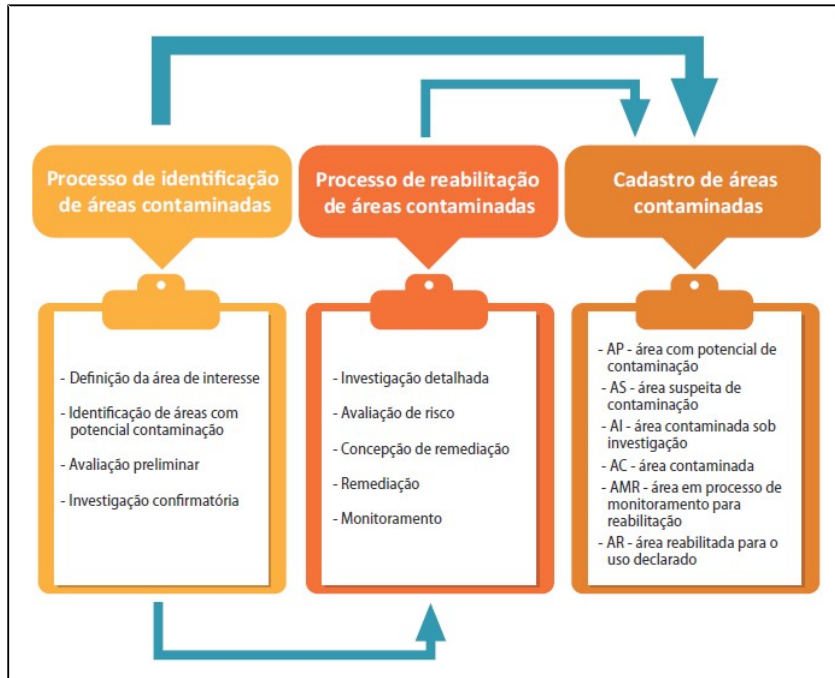 Processo de identificação
de áreas contaminadas
Processo de reabilitação
de áreas contaminadas
Cadastro de áreas
contaminadas
- Definição da área de interesse
- Identificação de áreas com
potencial contaminação
- Avaliação preliminar
- Investigação confirmatória
- Investigação detalhada
- Avaliação de risco
- Concepção de remediação
- Remediação
- Monitoramento
- AP - área com potencial de
contaminação
- AS - área suspeita de
contaminação
- AI - área contaminada sob
investigação
- AC - área contaminada
- AMR - área em processo de
monitoramento para
reabilitação
- AR - área reabilitada para o
uso declarado